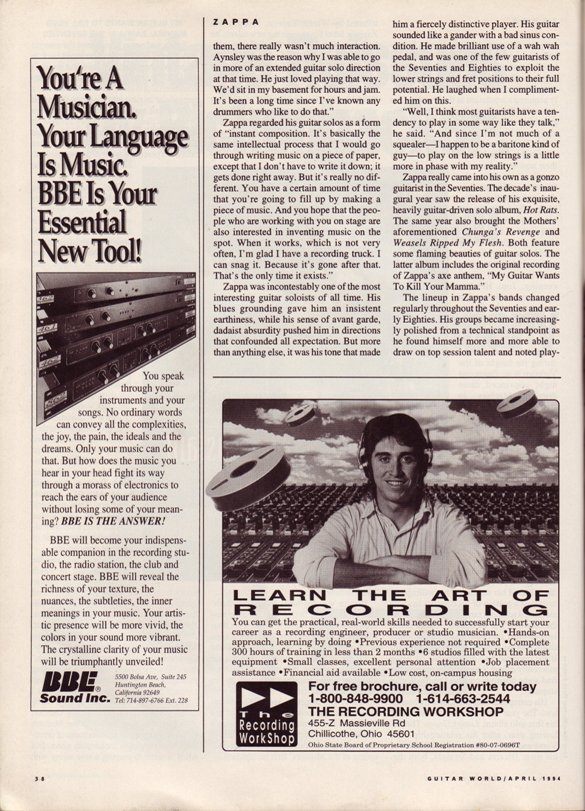 ZAPPA
You're A
Musician.
Your Language
Is Music.
BBE Is Your
Essential
New Tool!
You speak
through your
instruments and your
songs. No ordinary words
can convey all the complexities,
the joy, the pain, the ideals and the
dreams. Only your music can do
that. But how does the music you
hear in your head fight its way
through a morass of electronics to
reach the ears of your audience
without losing some of your mean-
ing? BBE IS THE ANSWER!
BBE will become your indispens-
able companion in the recording stu-
dio, the radio station, the club and
concert stage. BBE will reveal the
richness of your texture, the
nuances, the subtleties, the inner
meanings in your music. Your artis-
tic presence will be more vivid, the
colors in your sound more vibrant.
The crystalline clarity of your music
will be triumphantly unveiled!
BBE®
Sound Inc.
5500 Bolsa Ave, Suite 245
Huntington Beach,
California 92649
Tel: 714-897-6766 Ext. 228
them, there really wasn't much interaction.
Aynsley was the reason why I was able to go
in more of an extended guitar solo direction
at that time. He just loved playing that way.
We'd sit in my basement for hours and jam.
It's been a long time since I've known any
drummers who like to do that."
Zappa regarded his guitar solos as a form
of "instant composition. It's basically the
same intellectual process that I would go
through writing music on a piece of paper,
except that I don't have to write it down; it
gets done right away. But it's really no dif-
ferent. You have a certain amount of time
that you're going to fill up by making a
piece of music. And you hope that the peo-
ple who are working with you on stage are
also interested in inventing music on the
spot. When it works, which is not very
often, I'm glad I have a recording truck. I
can snag it. Because it's gone after that.
That's the only time it exists."
Zappa was incontestably one of the most
interesting guitar soloists of all time. His
blues grounding gave him an insistent
earthiness, while his sense of avant garde,
dadaist absurdity pushed him in directions
that confounded all expectation. But more
than anything else, it was his tone that made
him a fiercely distinctive player. His guitar
sounded like a gander with a bad sinus con-
dition. He made brilliant use of a wah wah
pedal, and was one of the few guitarists of
the Seventies and Eighties to exploit the
lower strings and fret positions to their full
potential. He laughed when I compliment-
ed him on this.
"Well, I think most guitarists have a ten-
dency to play in some way like they talk,"
he said. "And since I'm not much of a
squealer—I happen to be a baritone kind of
guy—to play on the low strings is a little
more in phase with my reality."
Zappa really came into his own as a gonzo
guitarist in the Seventies. The decade's inau-
gural year saw the release of his exquisite,
heavily guitar-driven solo album, Hot Rats.
The same year also brought the Mothers'
aforementioned Chunga's Revenge and
Weasels Ripped My Flesh. Both feature
some flaming beauties of guitar solos. The
latter album includes the original recording
of Zappa's axe anthem, "My Guitar Wants
To Kill Your Mamma."
The lineup in Zappa's bands changed
regularly throughout the Seventies and ear-
ly Eighties. His groups became increasing-
ly polished from a technical standpoint as
he found himself more and more able to
draw on top session talent and noted play-
LEARN THE ART OF
RECORDING
You can get the practical, real-world skills needed to successfully start your
career as a recording engineer, producer or studio musician. •Hands-on
approach, learning by doing •Previous experience not required •Complete
300 hours of training in less than 2 months •6 studios filled with the latest
equipment •Small classes, excellent personal attention •Job placement
assistance •Financial aid available •Low cost, on-campus housing
The
Recording
WorkShop
For free brochure, call or write today
1-800-848-9900 1-614-663-2544
THE RECORDING WORKSHOP
455-Z Massieville Rd
Chillicothe, Ohio 45601
Ohio State Board of Proprietary School Registration #80-07-0696T
38
GUITAR WORLD/APRIL 1994